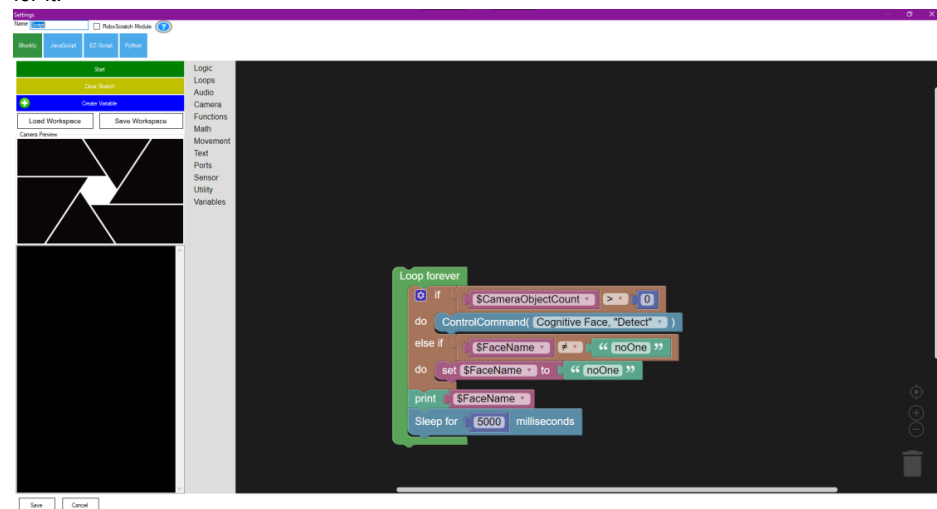 for it.
Settings
Name Script RoboScratch Module ?
Blockly JavaScript EZ-Script Python
Start
Clear Sketch
Create Variable
Load Workspace Save Workspace
Camera Preview
Logic
Loops
Audio
Camera
Functions
Math
Movement
Text
Ports
Sensor
Utility
Variables
Loop forever
if $CameraObjectCount > 0
do ControlCommand( Cognitive Face, "Detect" )
else if $FaceName ≠ “ noOne ”
do set $FaceName to “ noOne ”
print $FaceName
Sleep for 5000 milliseconds
Save Cancel